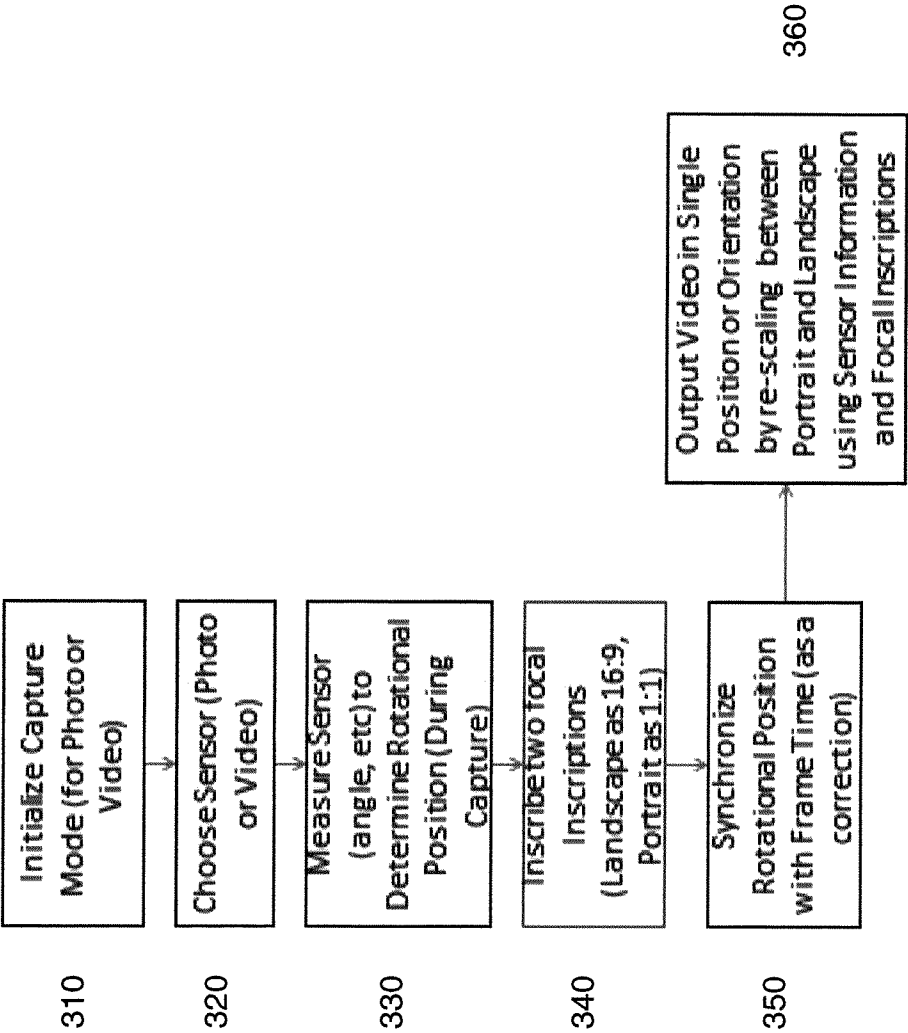 310
Initialize Capture
Mode (for Photo or
Video)
320
Choose Sensor (Photo
or Video)
330
Measure Sensor
(angle, etc) to
Determine Rotational
Position (During
Capture)
340
Inscribe two focal
Inscriptions
(Landscape as 16:9,
Portrait as 1:1)
350
Synchronize
Rotational Position
with Frame Time (as a
correction)
Output Video in Single
Position or Orientation
by re-scaling between
Portrait and Landscape
using Sensor Information
and Focal Inscriptions
360